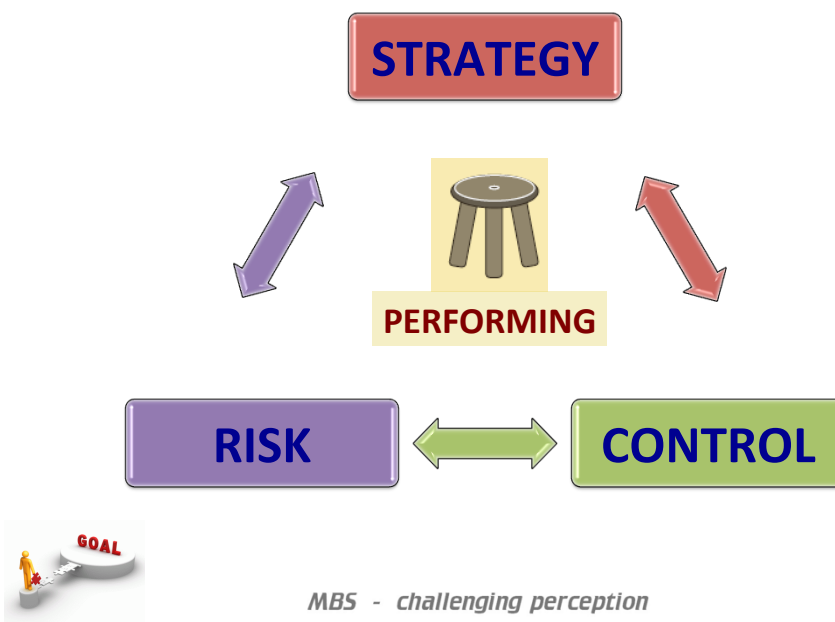 STRATEGY
PERFORMING
RISK
CONTROL
GOAL
MBS - challenging perception